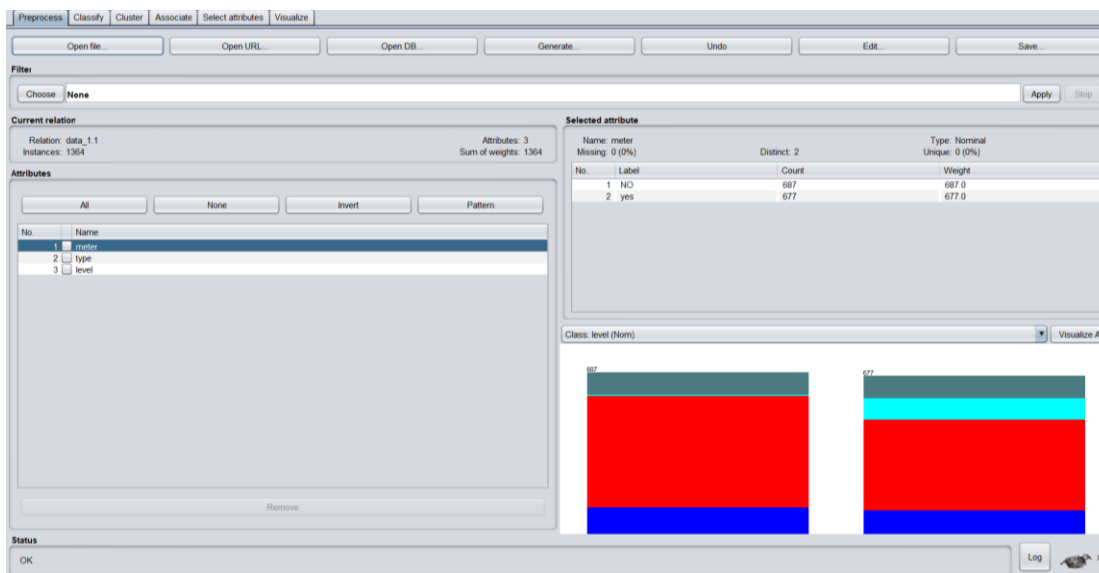 Preprocess Classify Cluster Associate Select attributes Visualize
Open file... Open URL... Open DB... Generate... Undo Edit... Save...
Filter
Choose None Apply Stop
Current relation
Relation: data_1.1 Attributes: 3
Instances: 1364 Sum of weights: 1364
Attributes
All None Invert Pattern
No. Name
1 meter
2 type
3 level
Remove
Selected attribute
Name: meter Type: Nominal
Missing: 0 (0%) Distinct: 2 Unique: 0 (0%)
No. Label Count Weight
1 NO 687 687.0
2 yes 677 677.0
Class: level (Nom) Visualize A
687 677
Status
OK Log